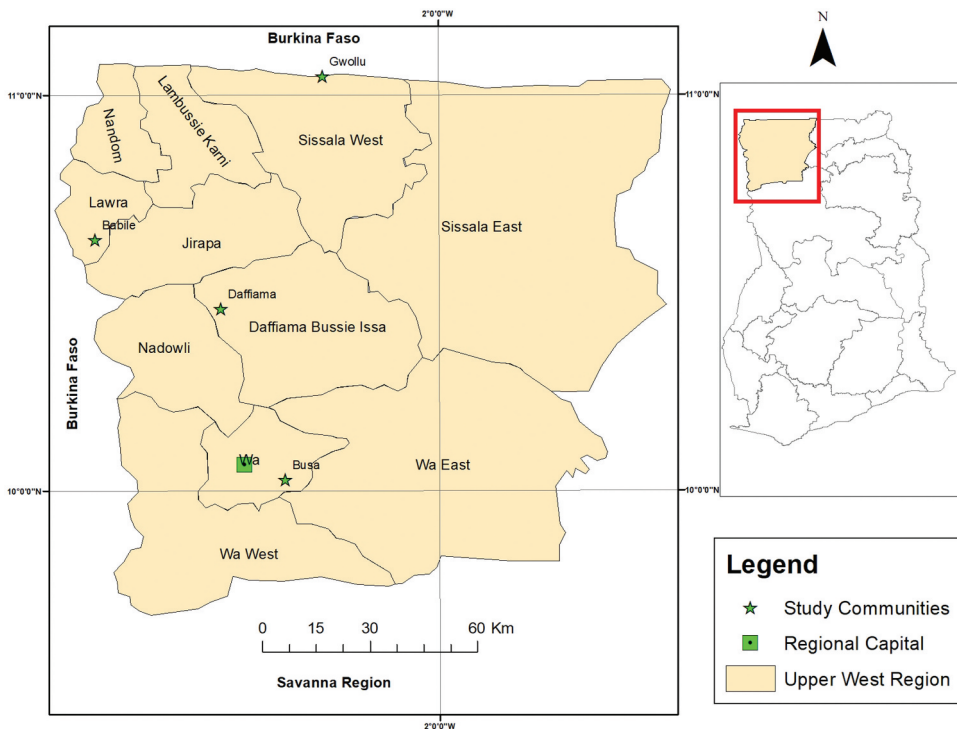 2°0'0"W
Burkina Faso
N
Gwollu
11°0'0"N
11°0'0"N
Nandom
Lambussie Karni
Sissala West
Lawra
Babile
Jirapa
Sissala East
Daffiama
Daffiama Bussie Issa
Nadowli
Burkina Faso
Wa
Busa
Wa East
10°0'0"N
10°0'0"N
Wa West
0 15 30 60 Km
Savanna Region
2°0'0"W
Legend
Study Communities
Regional Capital
Upper West Region